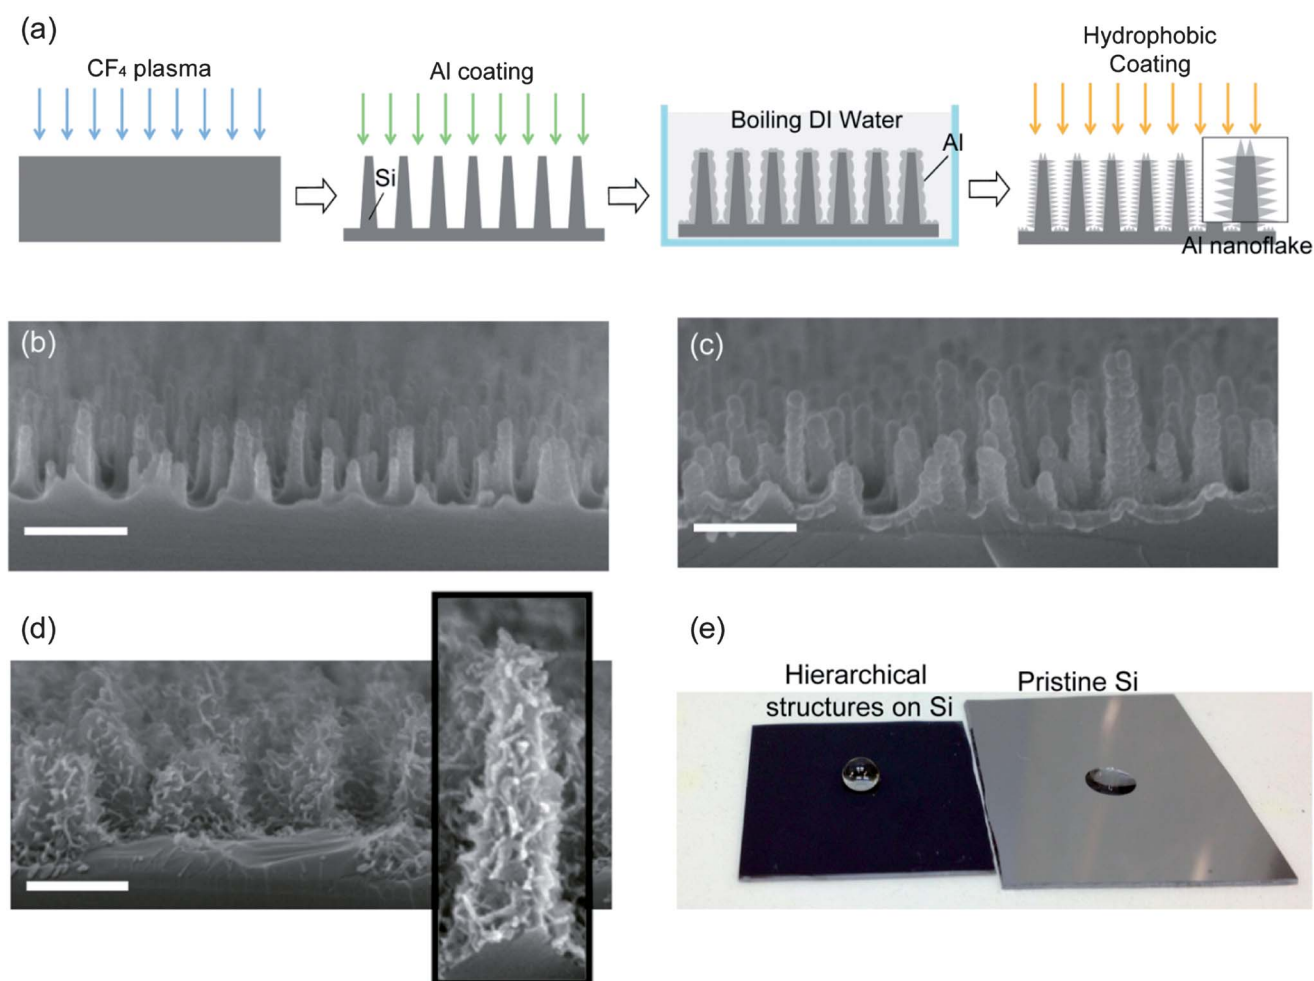 (a)
CF₄ plasma
Al coating
Si
Boiling DI Water
Al
Hydrophobic
Coating
Al nanoflake
(b)
(c)
(d)
(e)
Hierarchical
structures on Si
Pristine Si